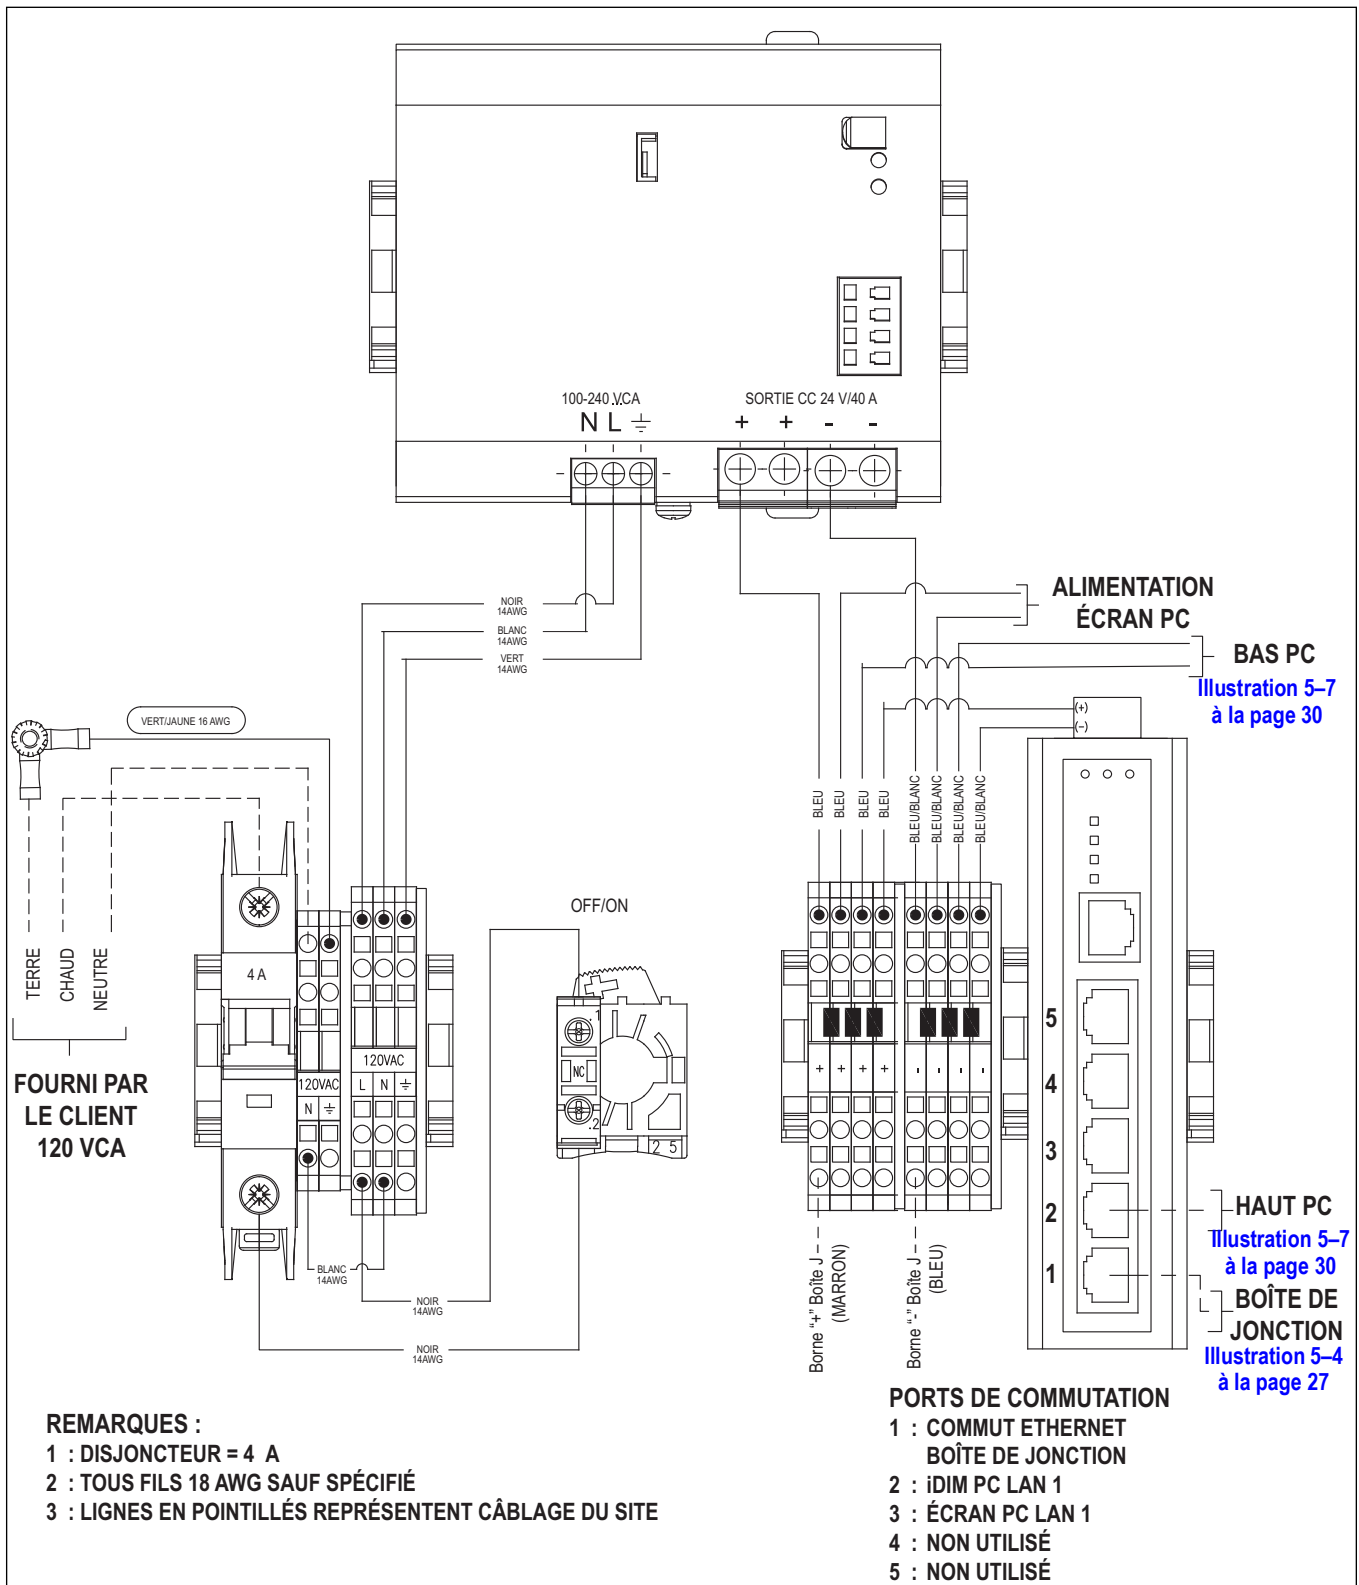 100-240 VCA
SORTIE CC 24 V/40 A
N L
+ + - -
NOIR
14AWG
BLANC
14AWG
VERT
14AWG
ALIMENTATION
ÉCRAN PC
BAS PC
Illustration 5–7
à la page 30
VERT/JAUNE 16 AWG
(+)
(−)
BLEU
BLEU
BLEU
BLEU
BLEU/BLANC
BLEU/BLANC
BLEU/BLANC
BLEU/BLANC
TERRE
CHAUD
NEUTRE
FOURNI PAR
LE CLIENT
120 VCA
4 A
120VAC
N
120VAC
L N
OFF/ON
.1
NC
.2
2 5
+ + + +
- - - -
5
4
3
2
1
HAUT PC
Illustration 5–7
à la page 30
BOÎTE DE
JONCTION
Illustration 5–4
à la page 27
BLANC
14AWG
NOIR
14AWG
NOIR
14AWG
Borne “+” Boîte J
(MARRON)
Borne “-” Boîte J
(BLEU)
REMARQUES :
1 : DISJONCTEUR = 4 A
2 : TOUS FILS 18 AWG SAUF SPÉCIFIÉ
3 : LIGNES EN POINTILLÉS REPRÉSENTENT CÂBLAGE DU SITE
PORTS DE COMMUTATION
1 : COMMUT ETHERNET
BOÎTE DE JONCTION
2 : iDIM PC LAN 1
3 : ÉCRAN PC LAN 1
4 : NON UTILISÉ
5 : NON UTILISÉ